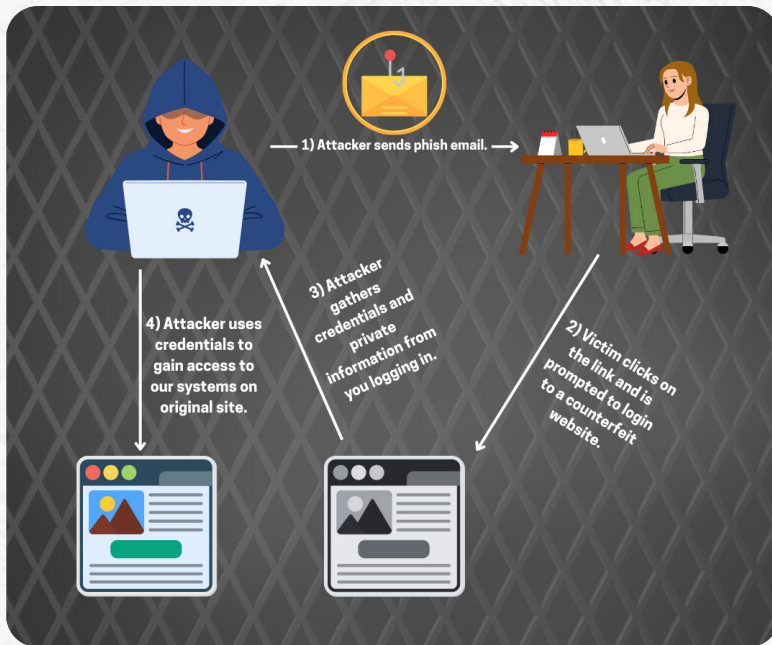 1) Attacker sends phish email.
2) Victim clicks on
the link and is
prompted to login
to a counterfeit
website.
3) Attacker
gathers
credentials and
private
information from
you logging in.
4) Attacker uses
credentials to
gain access to
our systems on
original site.